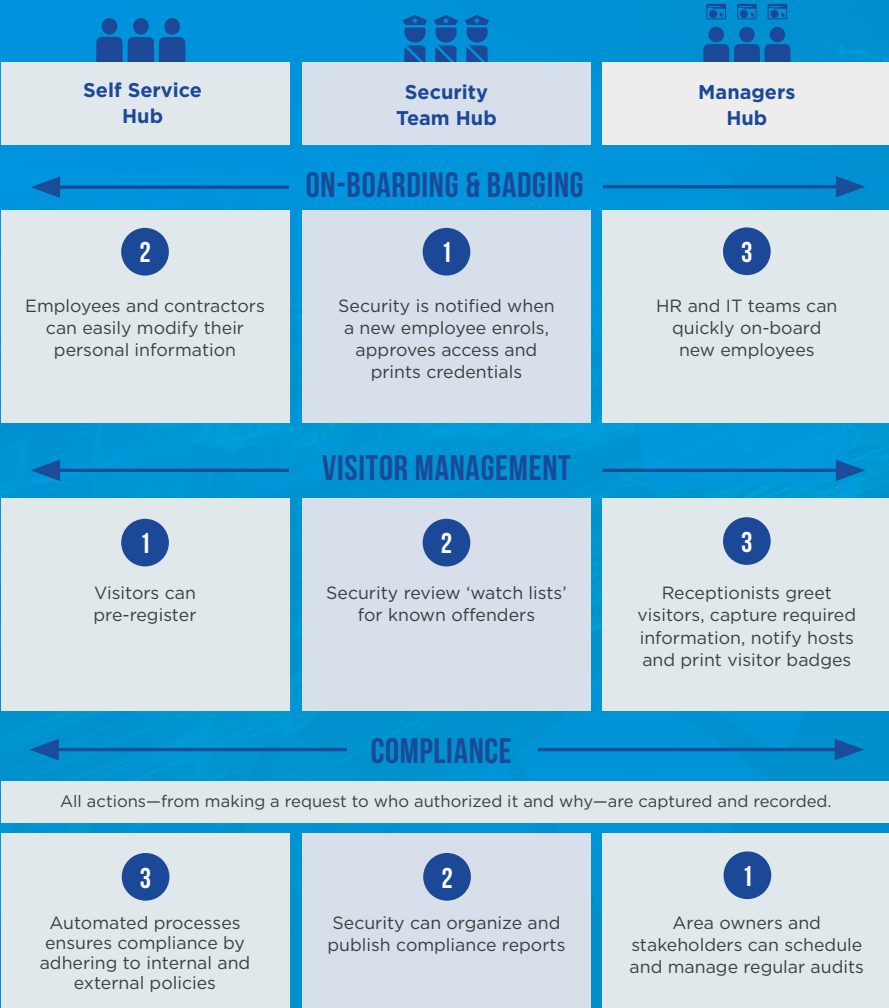 Self Service
Hub
Security
Team Hub
Managers
Hub
ON-BOARDING & BADGING
2
Employees and contractors
can easily modify their
personal information
1
Security is notified when
a new employee enrols,
approves access and
prints credentials
3
HR and IT teams can
quickly on-board
new employees
VISITOR MANAGEMENT
1
Visitors can
pre-register
2
Security review ‘watch lists’
for known offenders
3
Receptionists greet
visitors, capture required
information, notify hosts
and print visitor badges
COMPLIANCE
All actions—from making a request to who authorized it and why—are captured and recorded.
3
Automated processes
ensures compliance by
adhering to internal and
external policies
2
Security can organize and
publish compliance reports
1
Area owners and
stakeholders can schedule
and manage regular audits